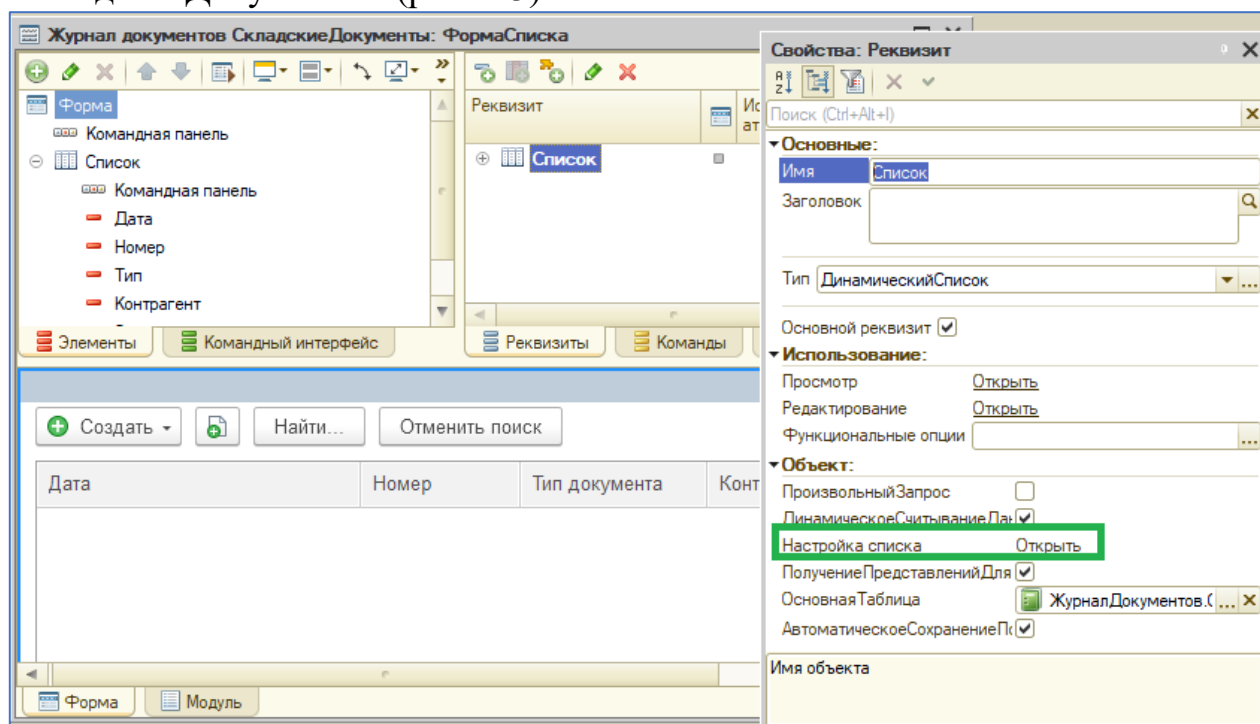 Журнал документов СкладскиеДокументы: ФормаСписка
Форма
Командная панель
Список
Командная панель
Дата
Номер
Тип
Контрагент
Элементы
Командный интерфейс
Реквизит
Список
Реквизиты
Команды
Создать
Найти...
Отменить поиск
Дата
Номер
Тип документа
Конт
Форма
Модуль
Свойства: Реквизит
Поиск (Ctrl+Alt+I)
Основные:
Имя
Список
Заголовок
Тип
ДинамическийСписок
...
Основной реквизит
Использование:
Просмотр
Открыть
Редактирование
Открыть
Функциональные опции
...
Объект:
ПроизвольныйЗапрос
ДинамическоеСчитываниеДа
Настройка списка
Открыть
ПолучениеПредставленийДля
ОсновнаяТаблица
ЖурналДокументов.
...
АвтоматическоеСохранениеП
Имя объекта